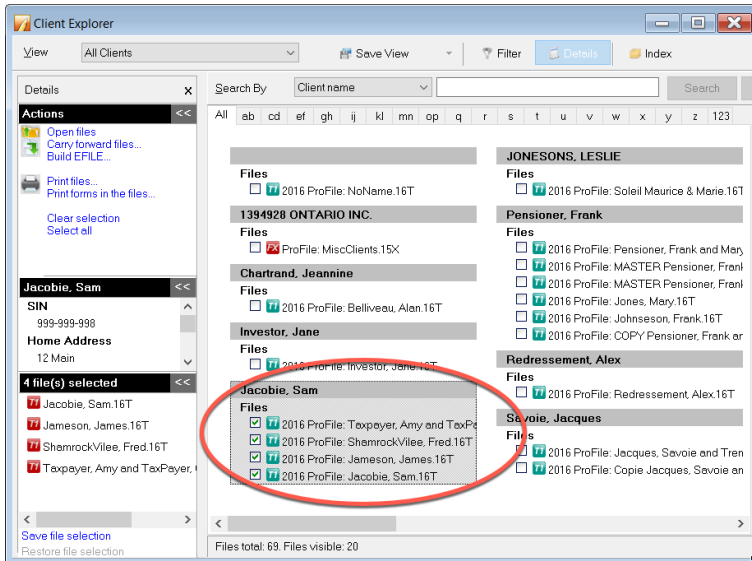 Client Explorer
View All Clients Save View Filter Details Index
Details x
Search By Client name Search
Actions <<
All ab cd ef gh ij kl mn op q r s t u v w x y z 123
Open files
Carry forward files...
Build EFILE...
Print files...
Print forms in the files...
Clear selection
Select all
Jacobie, Sam <<
SIN
999-999-998
Home Address
12 Main
4 file(s) selected <<
Jacobie, Sam.16T
Jameson, James.16T
ShamrockVilee, Fred.16T
Taxpayer, Amy and TaxPayer,
Save file selection
Restore file selection
Files
2016 ProFile: NoName.16T
1394928 ONTARIO INC.
Files
ProFile: MiscClients.15X
Chartrand, Jeannine
Files
2016 ProFile: Belliveau, Alan.16T
Investor, Jane
Files
2016 ProFile: Investor, Jane.16T
Jacobie, Sam
Files
2016 ProFile: Taxpayer, Amy and TaxPa
2016 ProFile: ShamrockVilee, Fred.16T
2016 ProFile: Jameson, James.16T
2016 ProFile: Jacobie, Sam.16T
JONESONS, LESLIE
Files
2016 ProFile: Soleil Maurice & Marie.16T
Pensioner, Frank
Files
2016 ProFile: Pensioner, Frank and Mary
2016 ProFile: MASTER Pensioner, Frank
2016 ProFile: MASTER Pensioner, Frank
2016 ProFile: Jones, Mary.16T
2016 ProFile: Johnseson, Frank.16T
2016 ProFile: COPY Pensioner, Frank ar
Redressement, Alex
Files
2016 ProFile: Redressement, Alex.16T
Savoie, Jacques
Files
2016 ProFile: Jacques, Savoie and Tren
2016 ProFile: Copie Jacques, Savoie an
Files total: 69. Files visible: 20